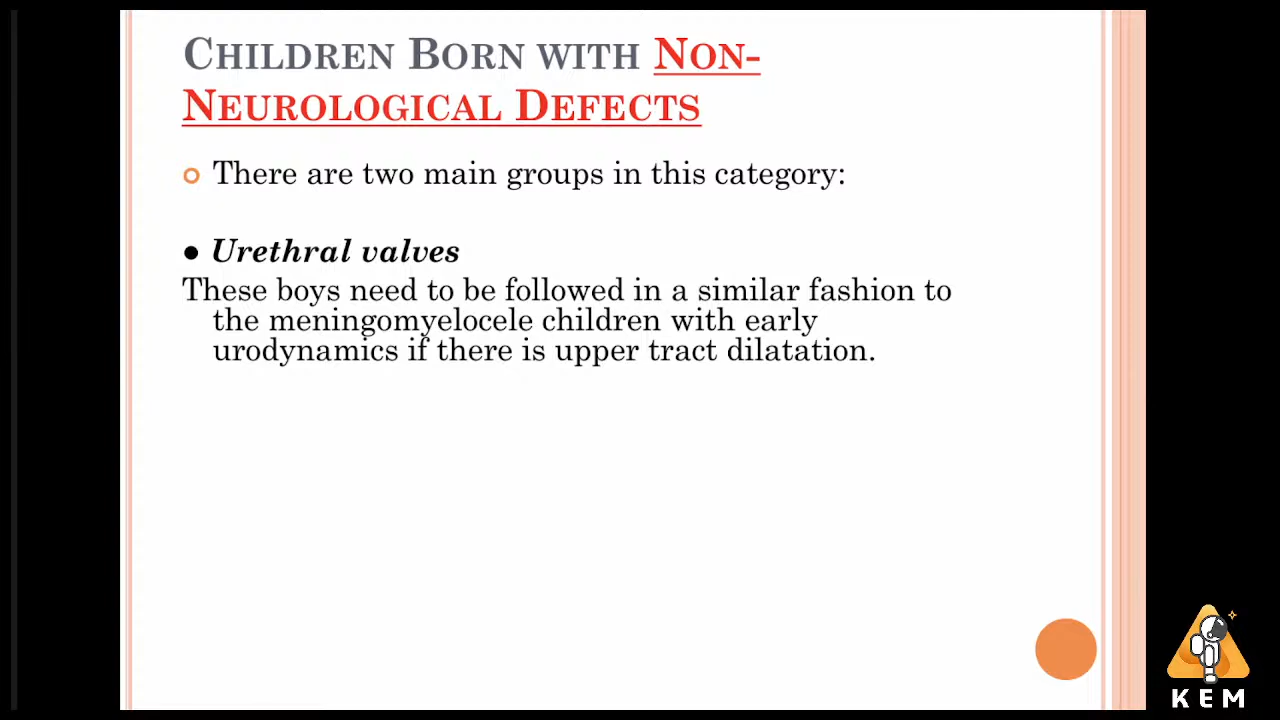 CHILDREN BORN WITH NON-
NEUROLOGICAL DEFECTS
There are two main groups in this category:
● Urethral valves
These boys need to be followed in a similar fashion to
the meningomyelocele children with early
urodynamics if there is upper tract dilatation.
KEM